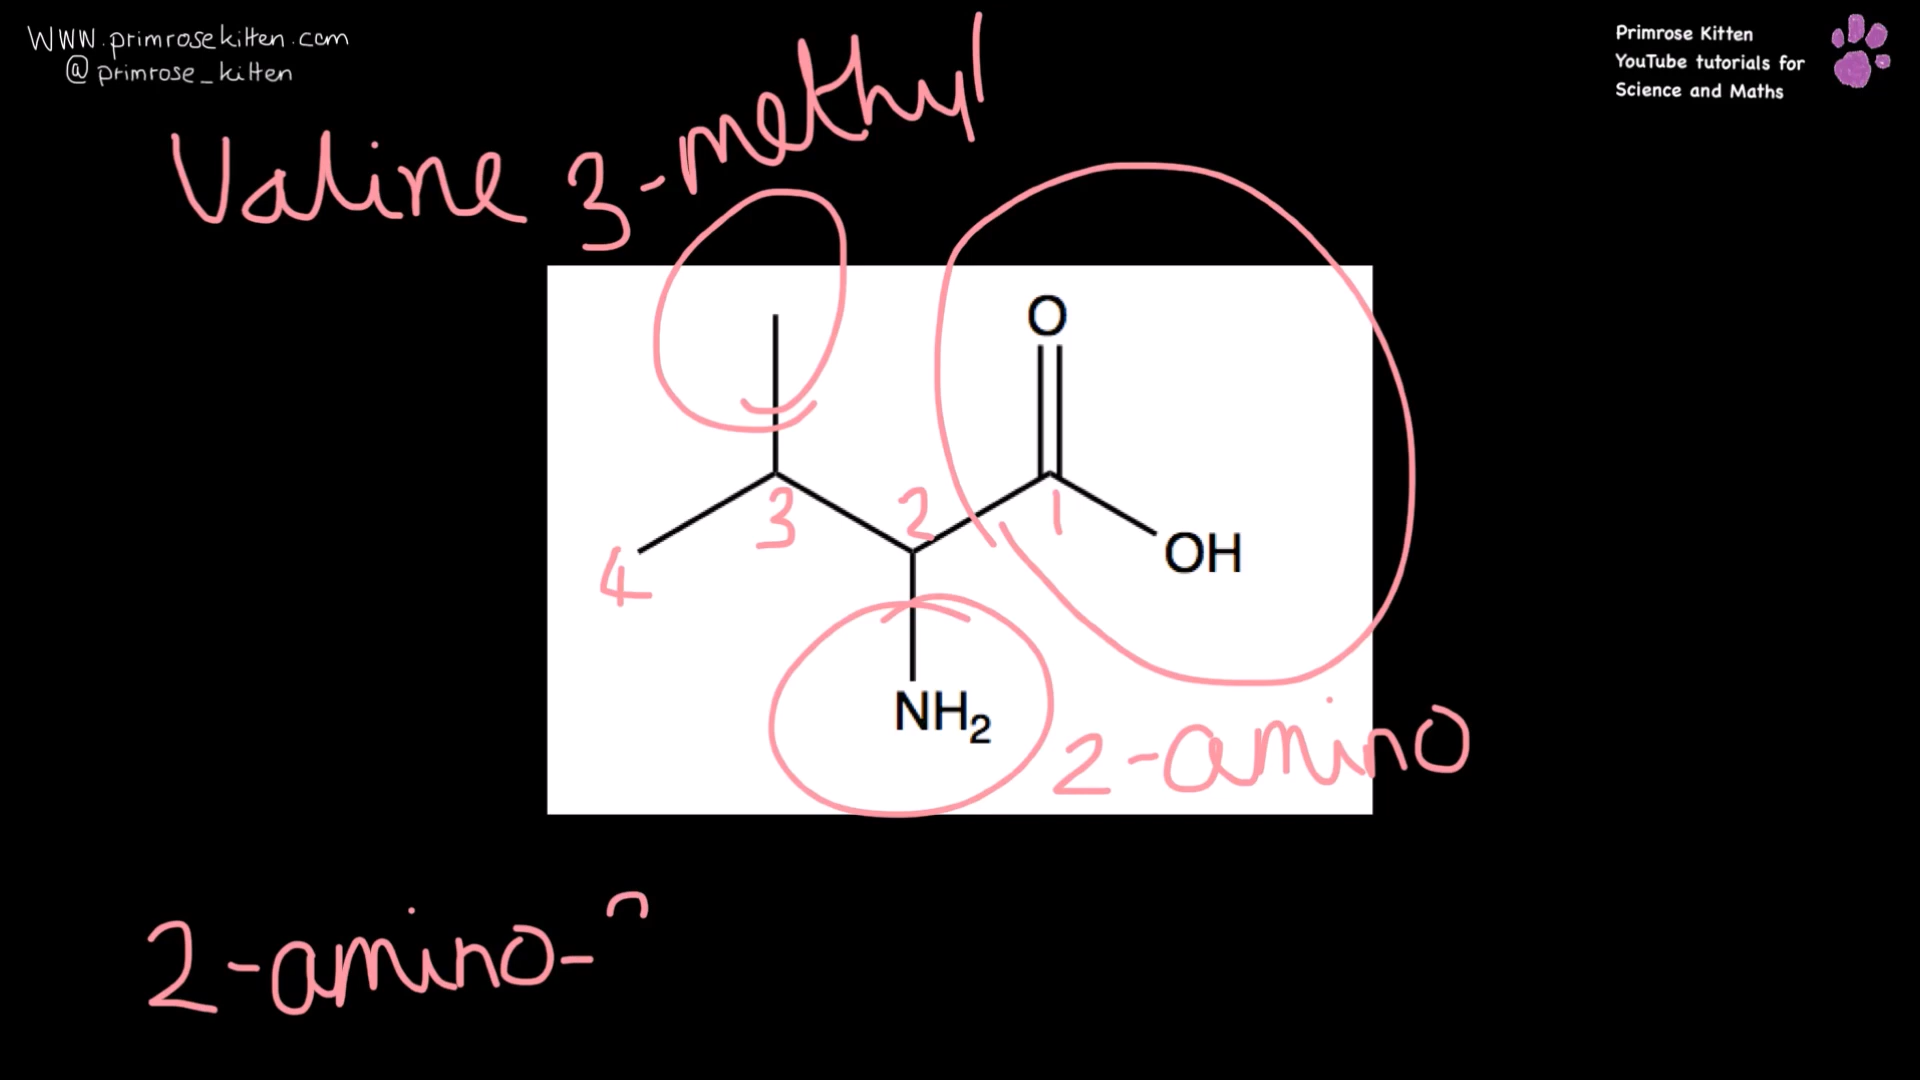 www.primrosekitten.com
@primrose_kitten
Primrose Kitten
YouTube tutorials for
Science and Maths
Valine 3-methyl
O
3 2 1
OH
4
NH₂
2-amino
2-amino-